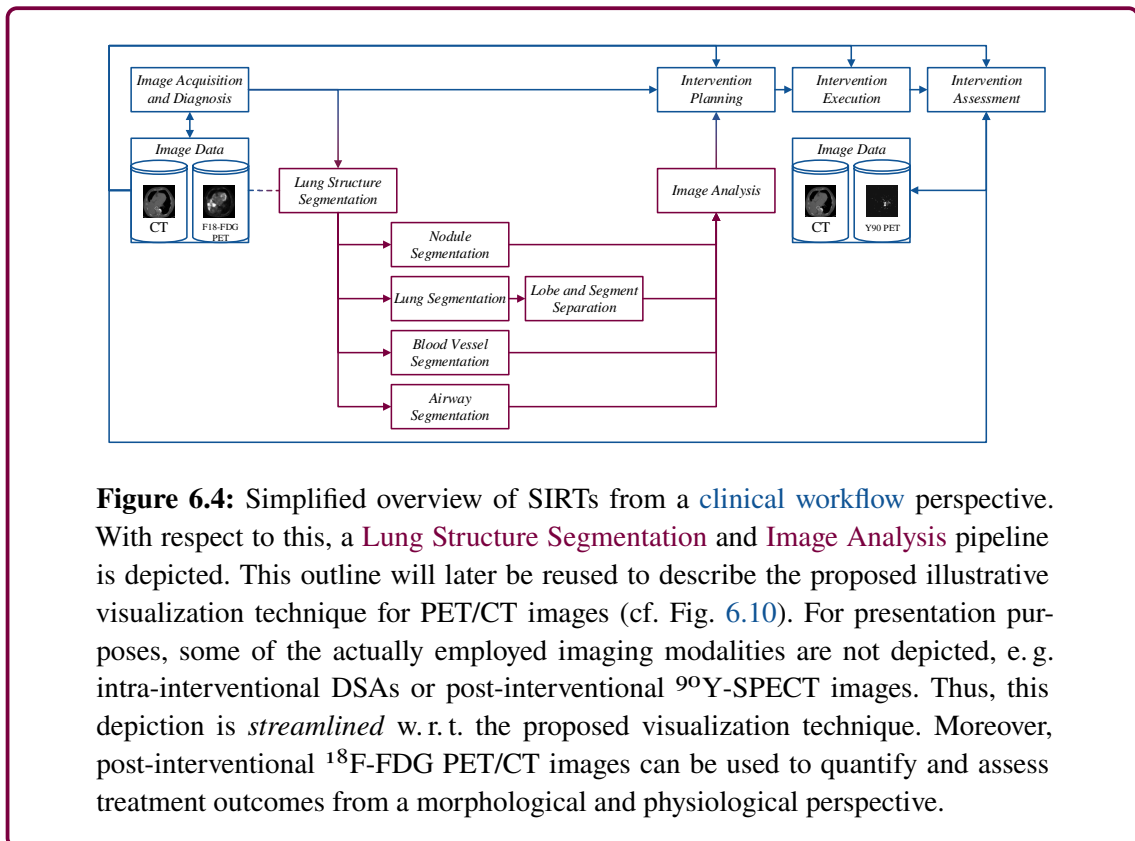 Image Acquisition
and Diagnosis
Intervention
Planning
Intervention
Execution
Intervention
Assessment
Image Data
CT
F18-FDG
PET
Lung Structure
Segmentation
Image Analysis
Image Data
CT
Y90 PET
Nodule
Segmentation
Lung Segmentation
Lobe and Segment
Separation
Blood Vessel
Segmentation
Airway
Segmentation
Figure 6.4: Simplified overview of SIRTs from a clinical workflow perspective.
With respect to this, a Lung Structure Segmentation and Image Analysis pipeline
is depicted. This outline will later be reused to describe the proposed illustrative
visualization technique for PET/CT images (cf. Fig. 6.10). For presentation pur-
poses, some of the actually employed imaging modalities are not depicted, e. g.
intra-interventional DSAs or post-interventional ⁹⁰Y-SPECT images. Thus, this
depiction is streamlined w. r. t. the proposed visualization technique. Moreover,
post-interventional ¹⁸F-FDG PET/CT images can be used to quantify and assess
treatment outcomes from a morphological and physiological perspective.